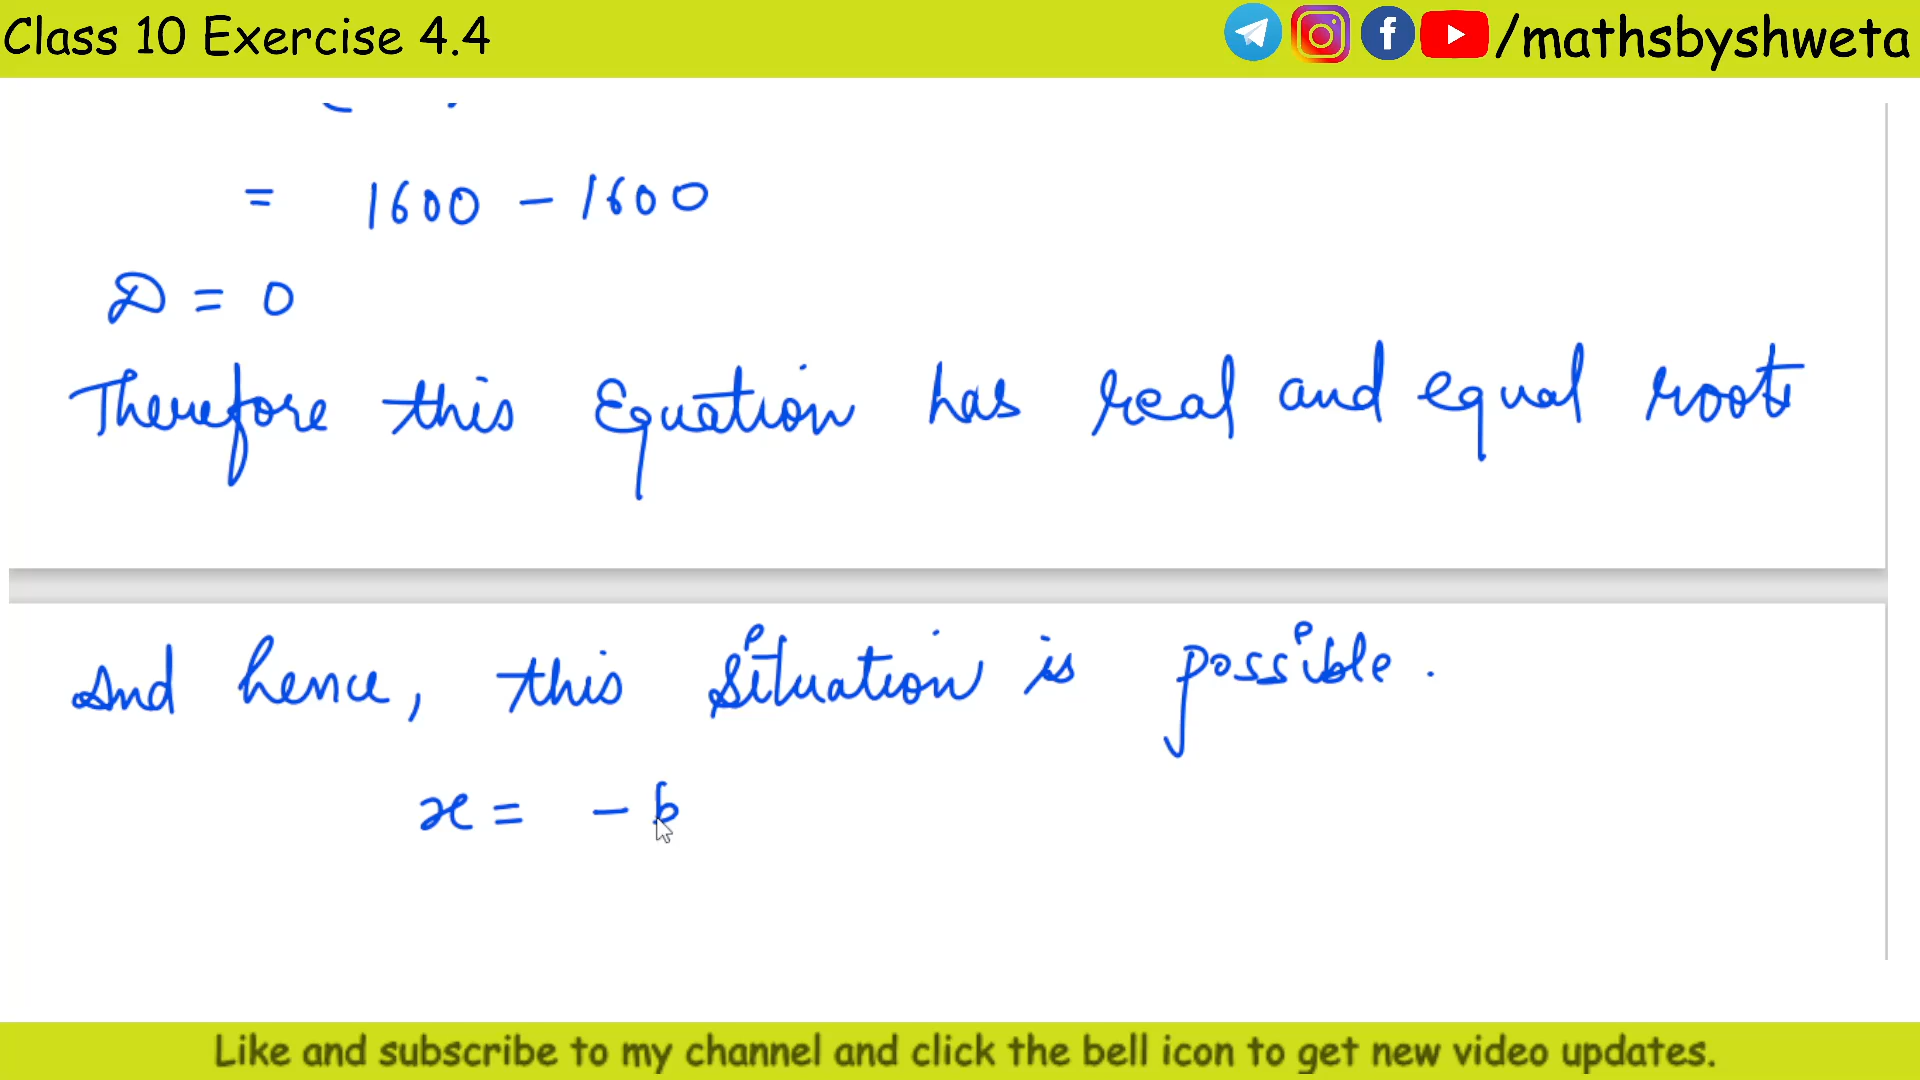 Class 10 Exercise 4.4
/mathsbyshweta
= 1600 - 1600
D = 0
Therefore this Equation has real and equal roots
And hence, this situation is possible.
x = - b
Like and subscribe to my channel and click the bell icon to get new video updates.